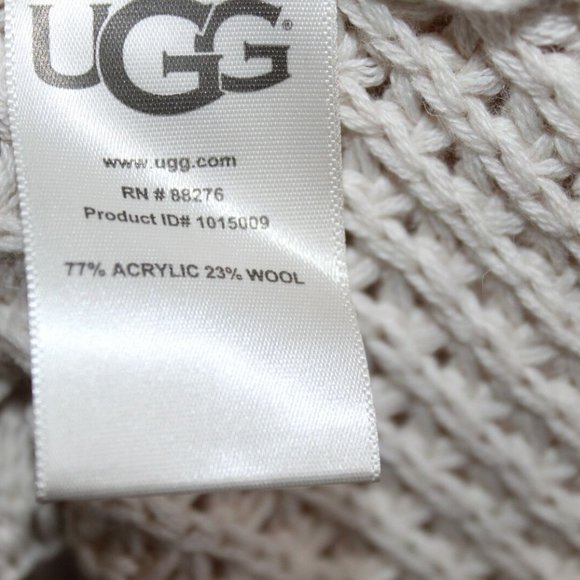 UGG
www.ugg.com
RN # 88276
Product ID# 1015009
77% ACRYLIC 23% WOOL